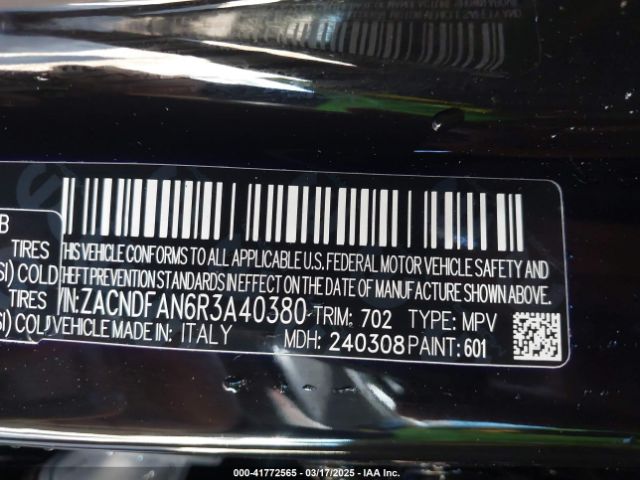 B
TIRES
SI) COLD
TIRES
SI) COL
THIS VEHICLE CONFORMS TO ALL APPLICABLE U.S. FEDERAL MOTOR VEHICLE SAFETY AND
THEFT PREVENTION STANDARDS IN EFFECT ON THE DATE OF MANUFACTURE SHOWN ABOVE.
VIN:ZACNDFAN6R3A40380 TRIM: 702 TYPE: MPV
VEHICLE MADE IN: ITALY MDH: 240308 PAINT: 601
000-41772565 - 03/17/2025 - IAA Inc.